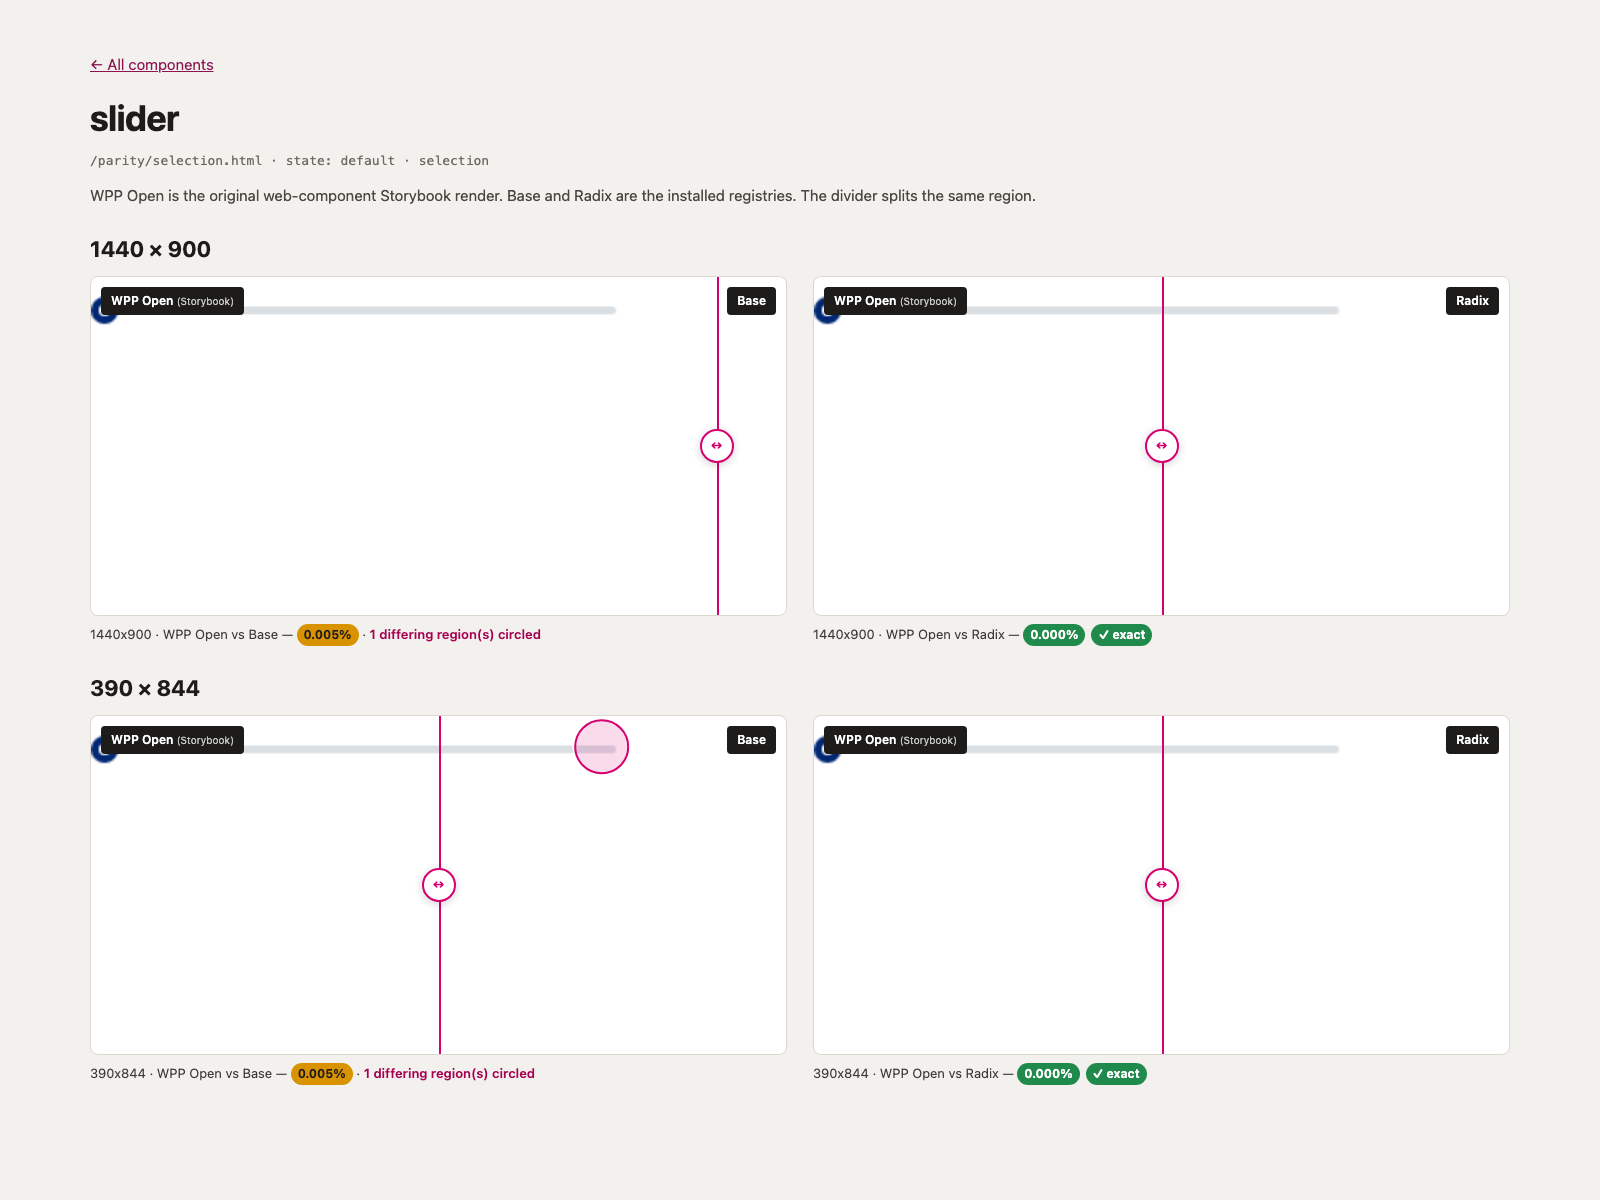 ← All components
slider
/parity/selection.html · state: default · selection
WPP Open is the original web-component Storybook render. Base and Radix are the installed registries. The divider splits the same region.
1440 × 900
WPP Open (Storybook)
Base
WPP Open (Storybook)
Radix
1440x900 · WPP Open vs Base — 0.005% · 1 differing region(s) circled
1440x900 · WPP Open vs Radix — 0.000% ✓ exact
390 × 844
WPP Open (Storybook)
Base
WPP Open (Storybook)
Radix
390x844 · WPP Open vs Base — 0.005% · 1 differing region(s) circled
390x844 · WPP Open vs Radix — 0.000% ✓ exact